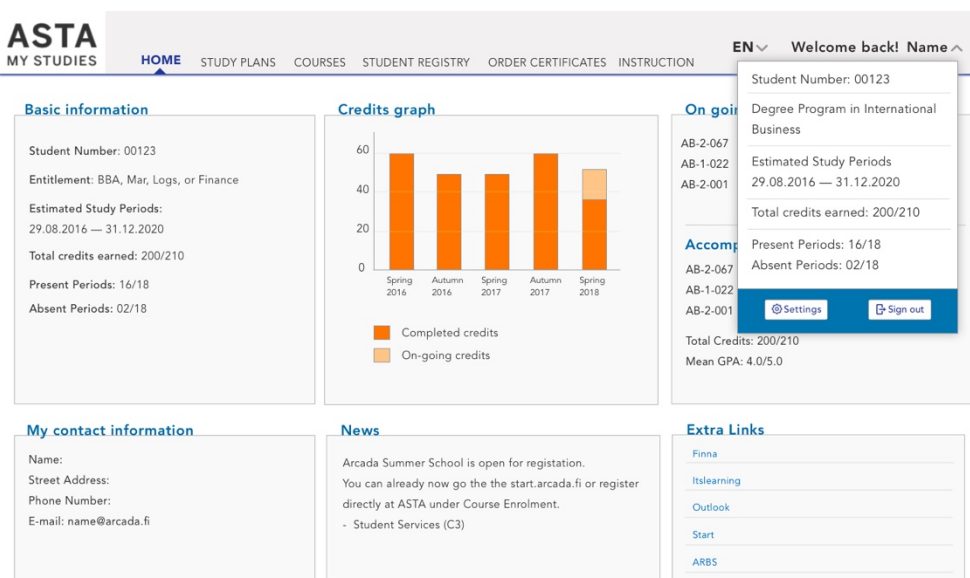 ASTA
MY STUDIES
HOME
STUDY PLANS
COURSES
STUDENT REGISTRY
ORDER CERTIFICATES
INSTRUCTION
EN
Welcome back! Name
Student Number: 00123
Degree Program in International
Business
Estimated Study Periods
29.08.2016 — 31.12.2020
Total credits earned: 200/210
Present Periods: 16/18
Absent Periods: 02/18
Settings
Sign out
Basic information
Student Number: 00123
Entitlement: BBA, Mar, Logs, or Finance
Estimated Study Periods:
29.08.2016 — 31.12.2020
Total credits earned: 200/210
Present Periods: 16/18
Absent Periods: 02/18
Credits graph
60
40
20
0
Spring
2016
Autumn
2016
Spring
2017
Autumn
2017
Spring
2018
Completed credits
On-going credits
On goi
AB-2-067
AB-1-022
AB-2-001
Accomp
AB-2-067
AB-1-022
AB-2-001
Total Credits: 200/210
Mean GPA: 4.0/5.0
My contact information
Name:
Street Address:
Phone Number:
E-mail: name@arcada.fi
News
Arcada Summer School is open for registation.
You can already now go the the start.arcada.fi or register
directly at ASTA under Course Enrolment.
- Student Services (C3)
Extra Links
Finna
Itslearning
Outlook
Start
ARBS